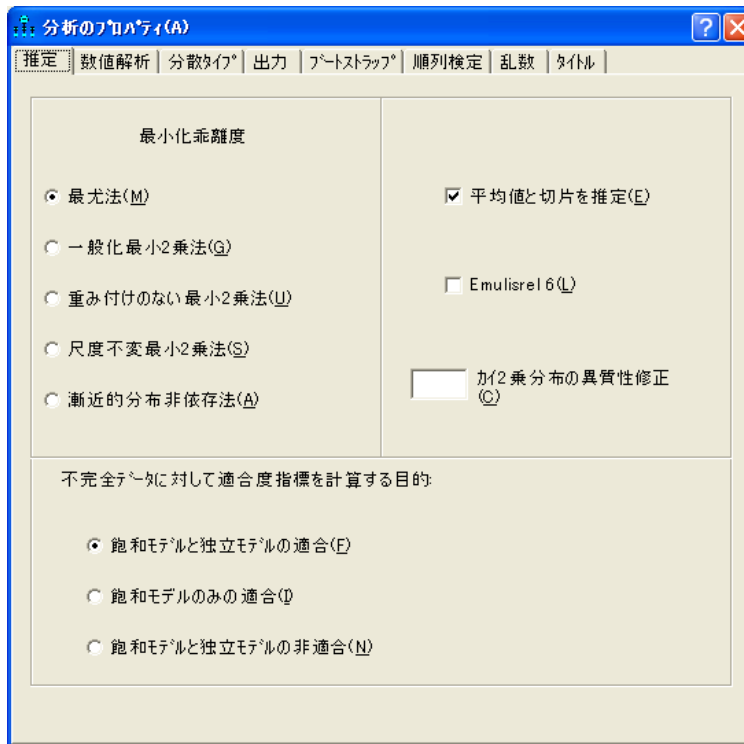 分析のﾌﾟﾛﾊﾟﾃｨ(A)
推定 数値解析 分散ﾀｲﾌﾟ 出力 ﾌﾞｰﾄｽﾄﾗｯﾌﾟ 順列検定 乱数 ﾀｲﾄﾙ
最小化乖離度
最尤法(M)
一般化最小2乗法(G)
重み付けのない最小2乗法(U)
尺度不変最小2乗法(S)
漸近的分布非依存法(A)
平均値と切片を推定(E)
Emulisrel6(L)
ｶｲ2乗分布の異質性修正
(C)
不完全ﾃﾞｰﾀに対して適合度指標を計算する目的:
飽和ﾓﾃﾞﾙと独立ﾓﾃﾞﾙの適合(F)
飽和モデルのみの適合(I)
飽和ﾓﾃﾞﾙと独立ﾓﾃﾞﾙの非適合(N)